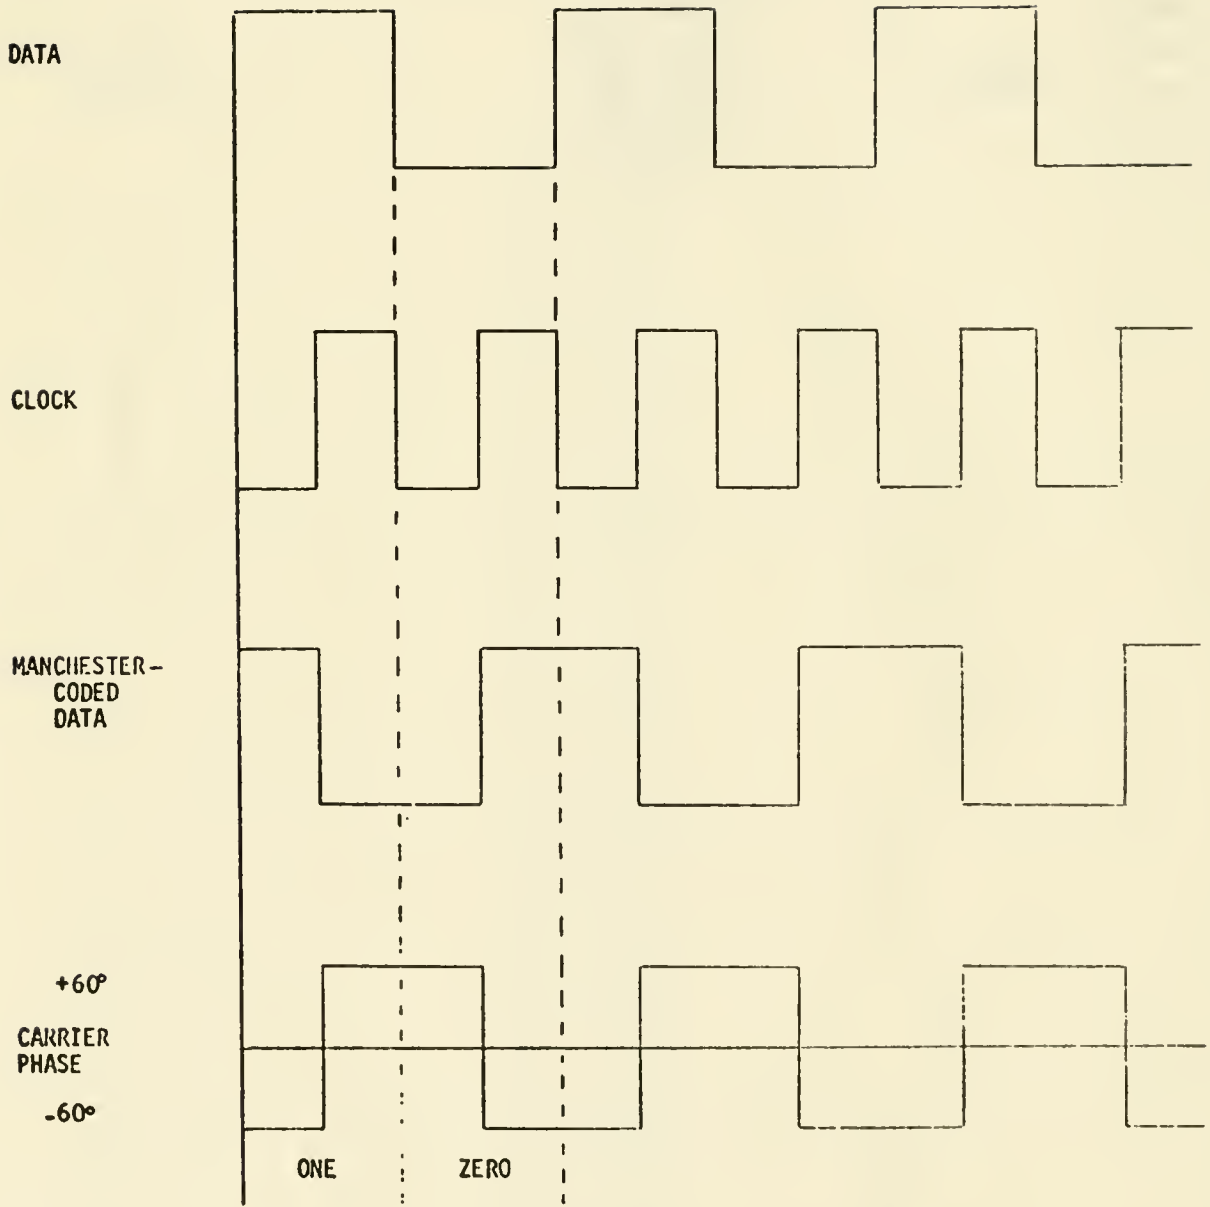 DATA
CLOCK
MANCHESTER-
CODED
DATA
+60°
CARRIER
PHASE
-60°
ONE
ZERO